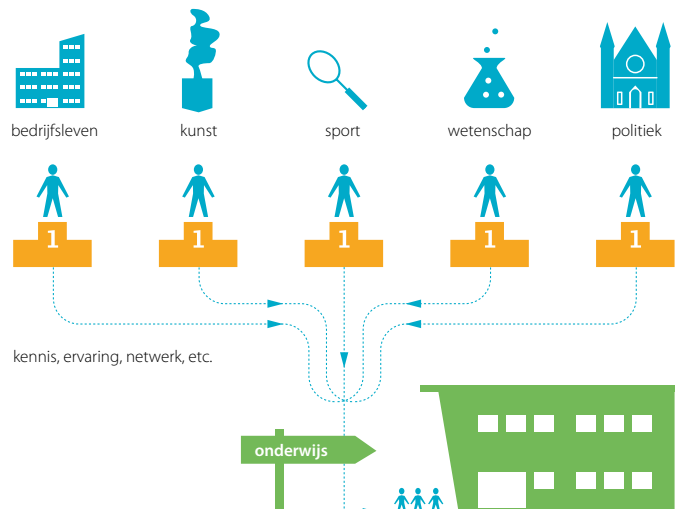 bedrijfsleven
kunst
sport
wetenschap
politiek
1
1
1
1
1
kennis, ervaring, netwerk, etc.
onderwijs